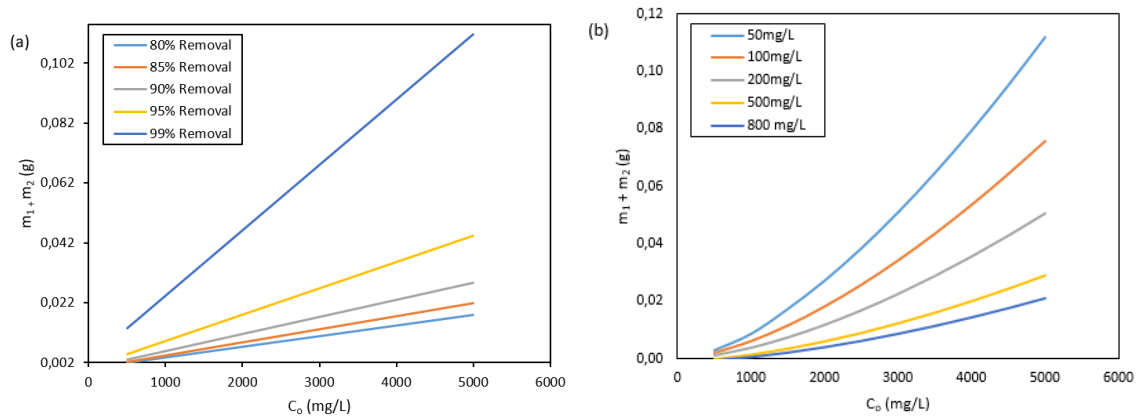 (a)
80% Removal
85% Removal
90% Removal
95% Removal
99% Removal
0,102
0,082
0,062
0,042
0,022
0,002
m1 + m2 (g)
0 1000 2000 3000 4000 5000 6000
Co (mg/L)
(b)
50mg/L
100mg/L
200mg/L
500mg/L
800 mg/L
0,12
0,10
0,08
0,06
0,04
0,02
0,00
m1 + m2 (g)
0 1000 2000 3000 4000 5000 6000
Co (mg/L)